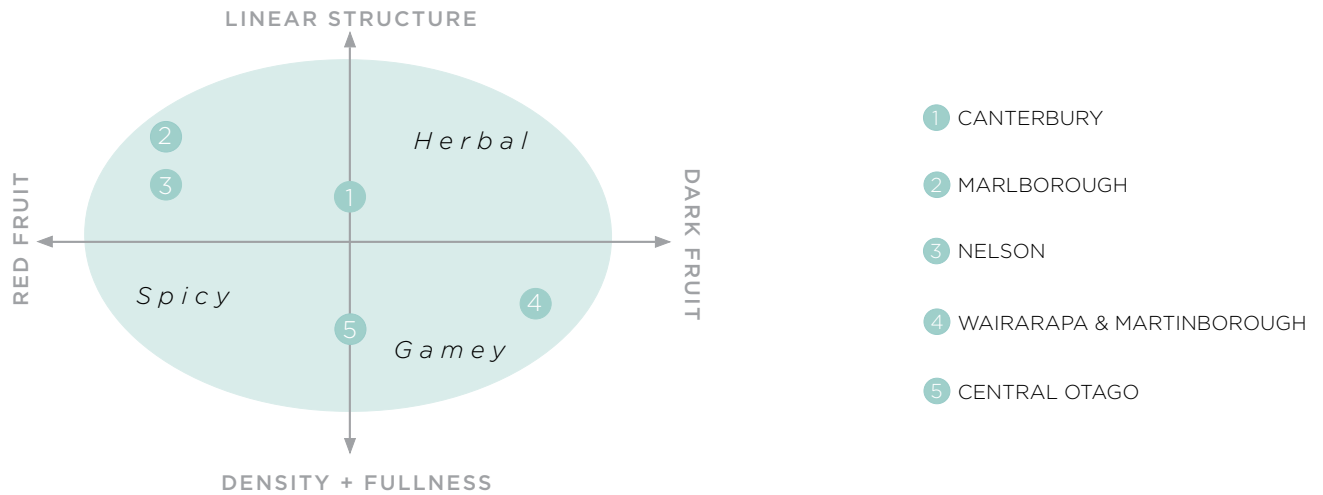 LINEAR STRUCTURE
2
Herbal
3
1
RED FRUIT
DARK FRUIT
Spicy
4
5
Gamey
DENSITY + FULLNESS
1 CANTERBURY
2 MARLBOROUGH
3 NELSON
4 WAIRARAPA & MARTINBOROUGH
5 CENTRAL OTAGO